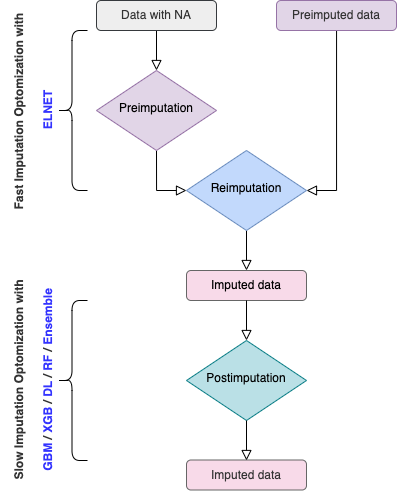 Data with NA
Preimputed data
Preimputation
Fast Imputation Optomization with
ELNET
Reimputation
Imputed data
Slow Imputation Optomization with
GBM / XGB / DL / RF / Ensemble
Postimputation
Imputed data